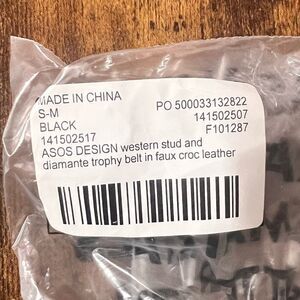 MADE IN CHINA
S-M
BLACK
141502517
PO 500033132822
141502507
F101287
ASOS DESIGN western stud and
diamante trophy belt in faux croc leather